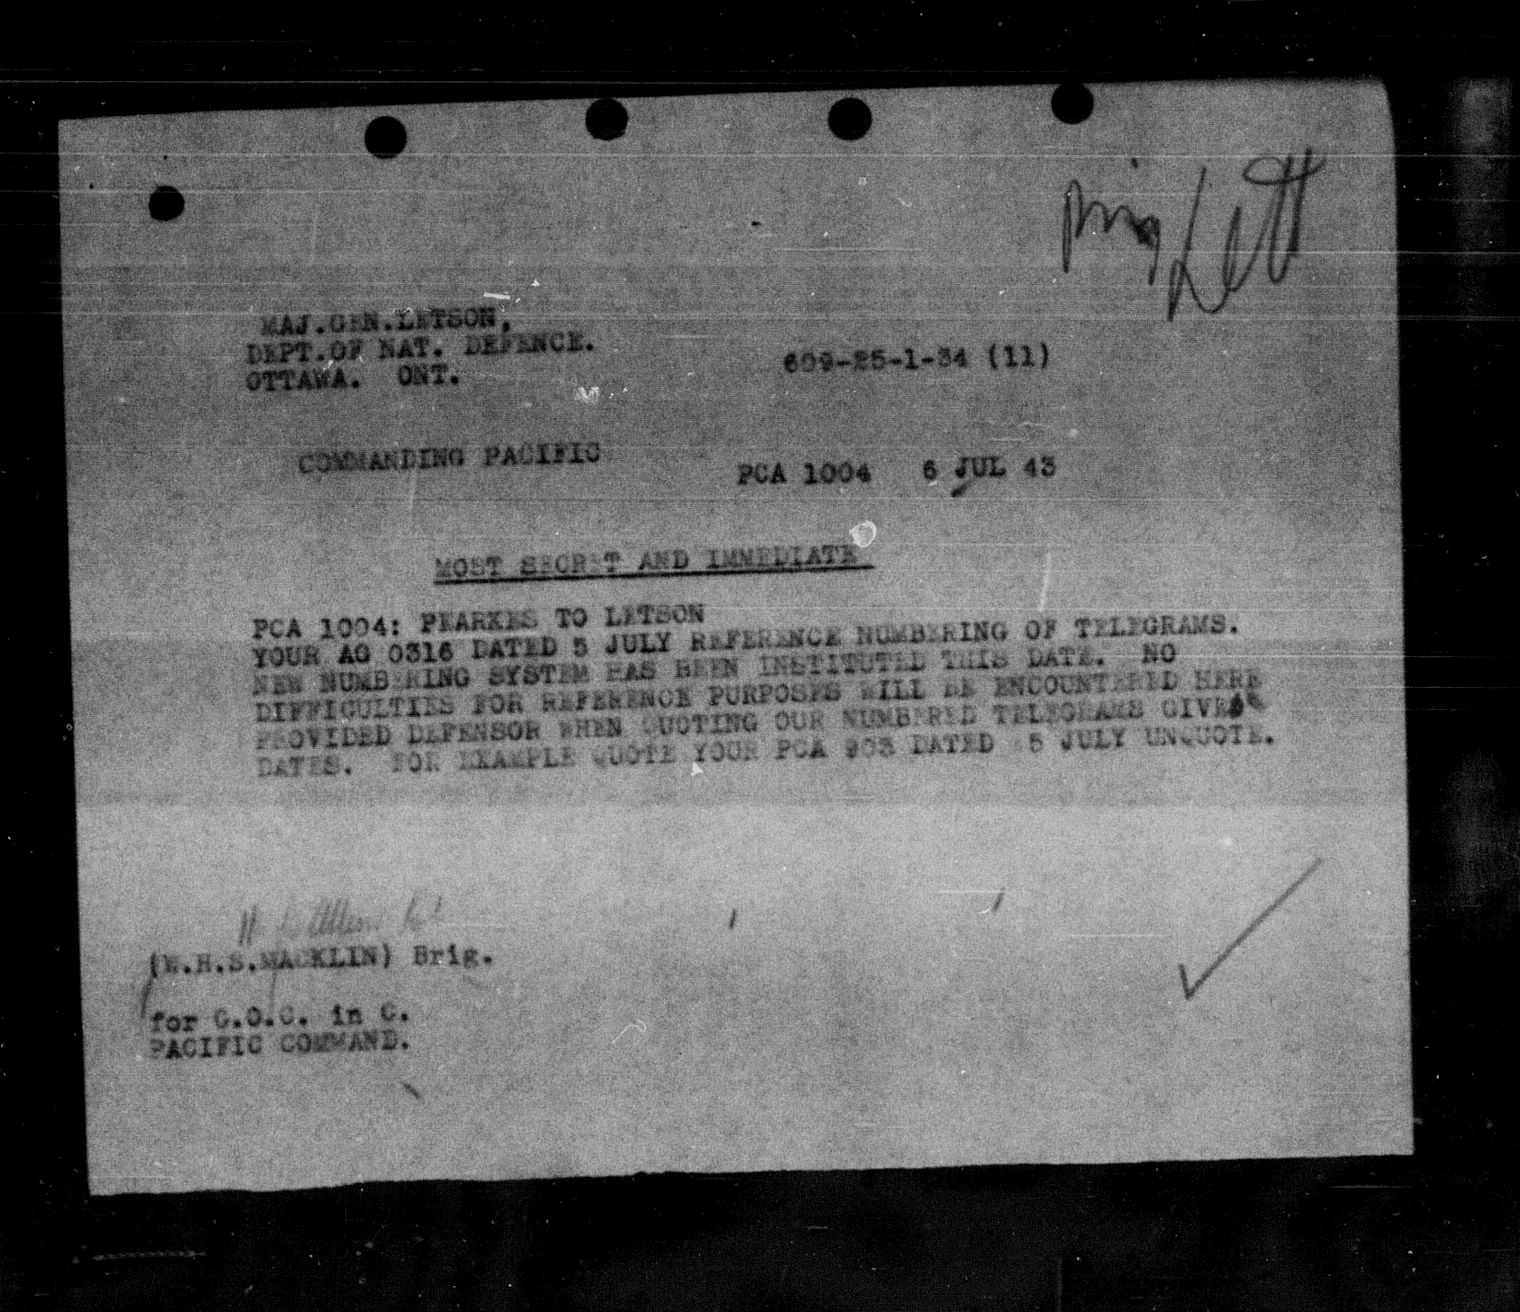 Brig Lett
MAJ.GEN.LETSON,
DEPT.OF NAT. DEFENCE.
OTTAWA. ONT.
609-25-1-34 (11)
COMMANDING PACIFIC
PCA 1004 6 JUL 43
MOST SECRET AND IMMEDIATE
PCA 1004: PEARKES TO LETSON
YOUR AG 0316 DATED 5 JULY REFERENCE NUMBERING OF TELEGRAMS.
NEW NUMBERING SYSTEM HAS BEEN INSTITUTED THIS DATE. NO
DIFFICULTIES FOR REFERENCE PURPOSES WILL BE ENCOUNTERED HERE
PROVIDED DEFENSOR WHEN QUOTING OUR NUMBERED TELEGRAMS GIVES
DATES. FOR EXAMPLE QUOTE YOUR PCA 903 DATED 5 JULY UNQUOTE.
(W.H.S.MACKLIN) Brig.
for G.O.C. in C.
PACIFIC COMMAND.